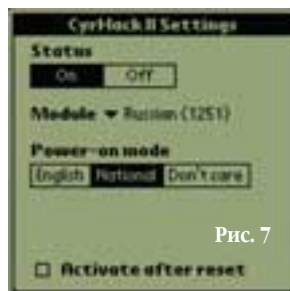 CyrHack II Settings
Status
On Off
Module Russian (1251)
Power-on mode
English National Don't care
Рис. 7
Activate after reset